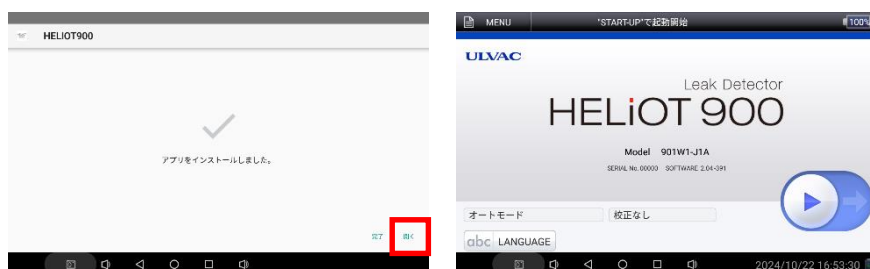 HELIOT900
アプリをインストールしました。
完了 開く
MENU "START-UP"で起動開始 100%
ULVAC
Leak Detector
HELiOT 900
Model 901W1-J1A
SERIAL No. 00000 SOFTWARE 2.04-391
オートモード 校正なし
abc LANGUAGE
2024/10/22 16:53:30